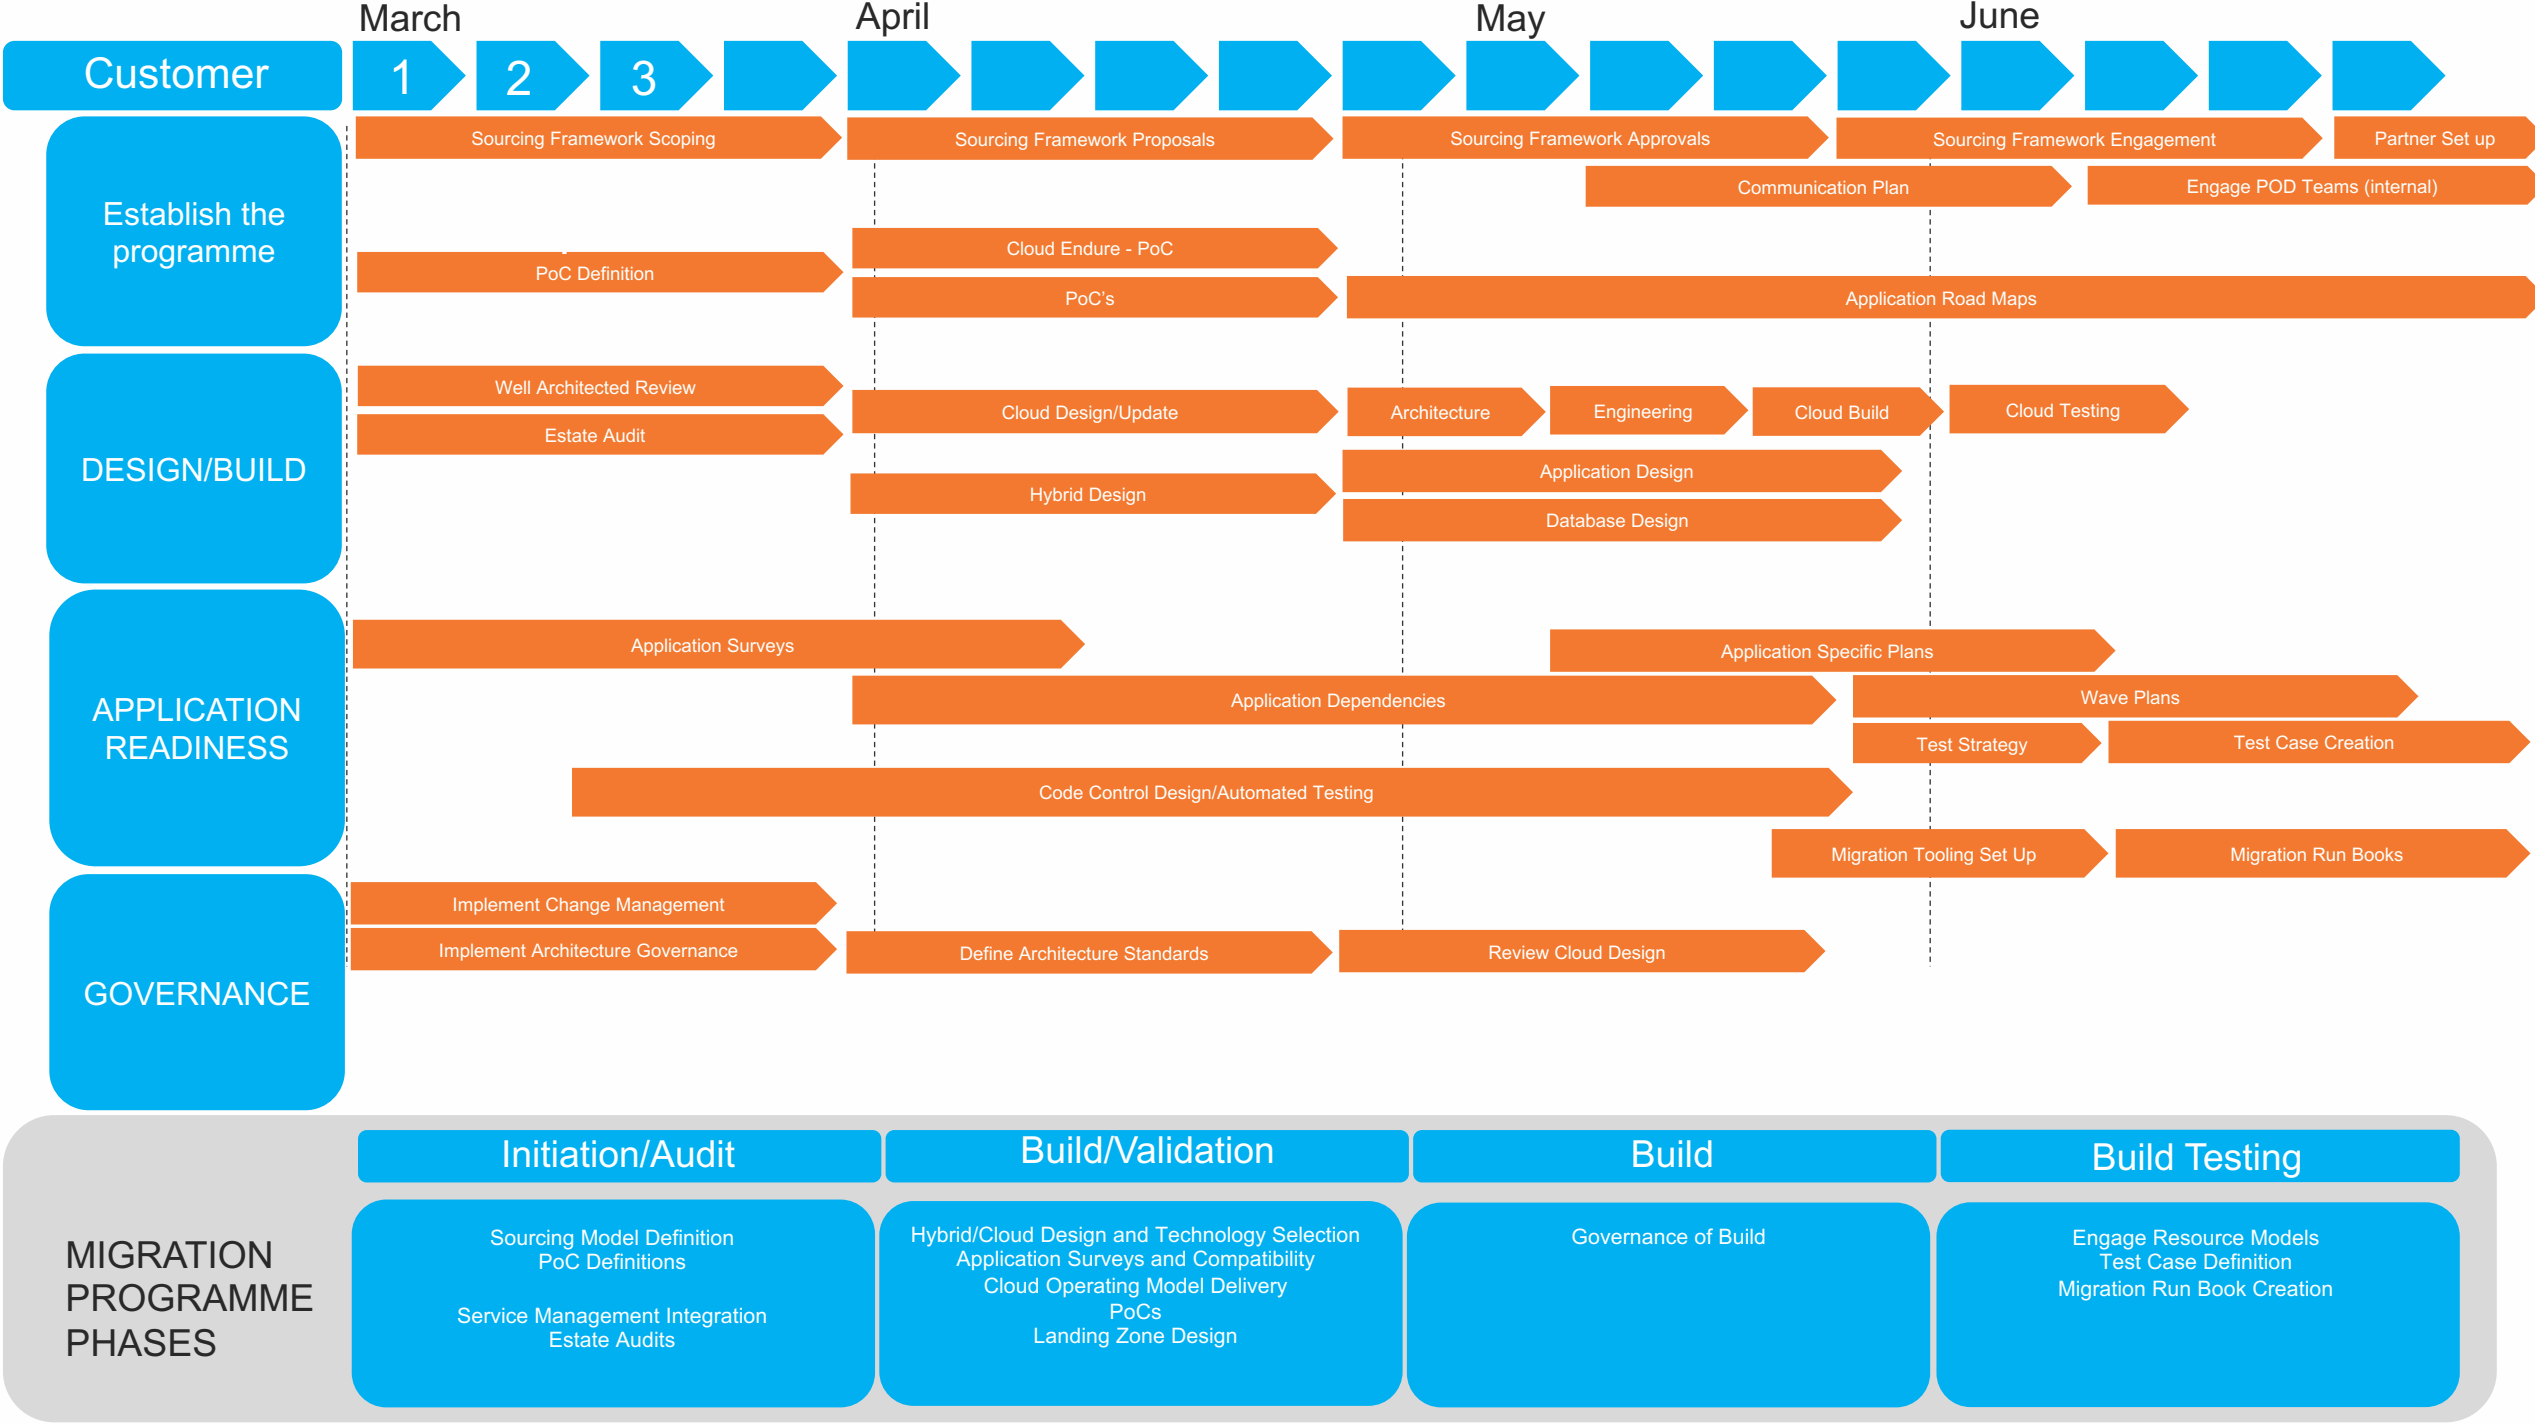 March
April
May
June
Customer
1
2
3
Establish the
programme
Sourcing Framework Scoping
Sourcing Framework Proposals
Sourcing Framework Approvals
Sourcing Framework Engagement
Partner Set up
Communication Plan
Engage POD Teams (internal)
Cloud Endure - PoC
PoC Definition
PoC's
Application Road Maps
DESIGN/BUILD
Well Architected Review
Estate Audit
Cloud Design/Update
Architecture
Engineering
Cloud Build
Cloud Testing
Hybrid Design
Application Design
Database Design
APPLICATION
READINESS
Application Surveys
Application Specific Plans
Application Dependencies
Wave Plans
Test Strategy
Test Case Creation
Code Control Design/Automated Testing
Migration Tooling Set Up
Migration Run Books
GOVERNANCE
Implement Change Management
Implement Architecture Governance
Define Architecture Standards
Review Cloud Design
MIGRATION
PROGRAMME
PHASES
Initiation/Audit
Sourcing Model Definition
PoC Definitions
Service Management Integration
Estate Audits
Build/Validation
Hybrid/Cloud Design and Technology Selection
Application Surveys and Compatibility
Cloud Operating Model Delivery
PoCs
Landing Zone Design
Build
Governance of Build
Build Testing
Engage Resource Models
Test Case Definition
Migration Run Book Creation